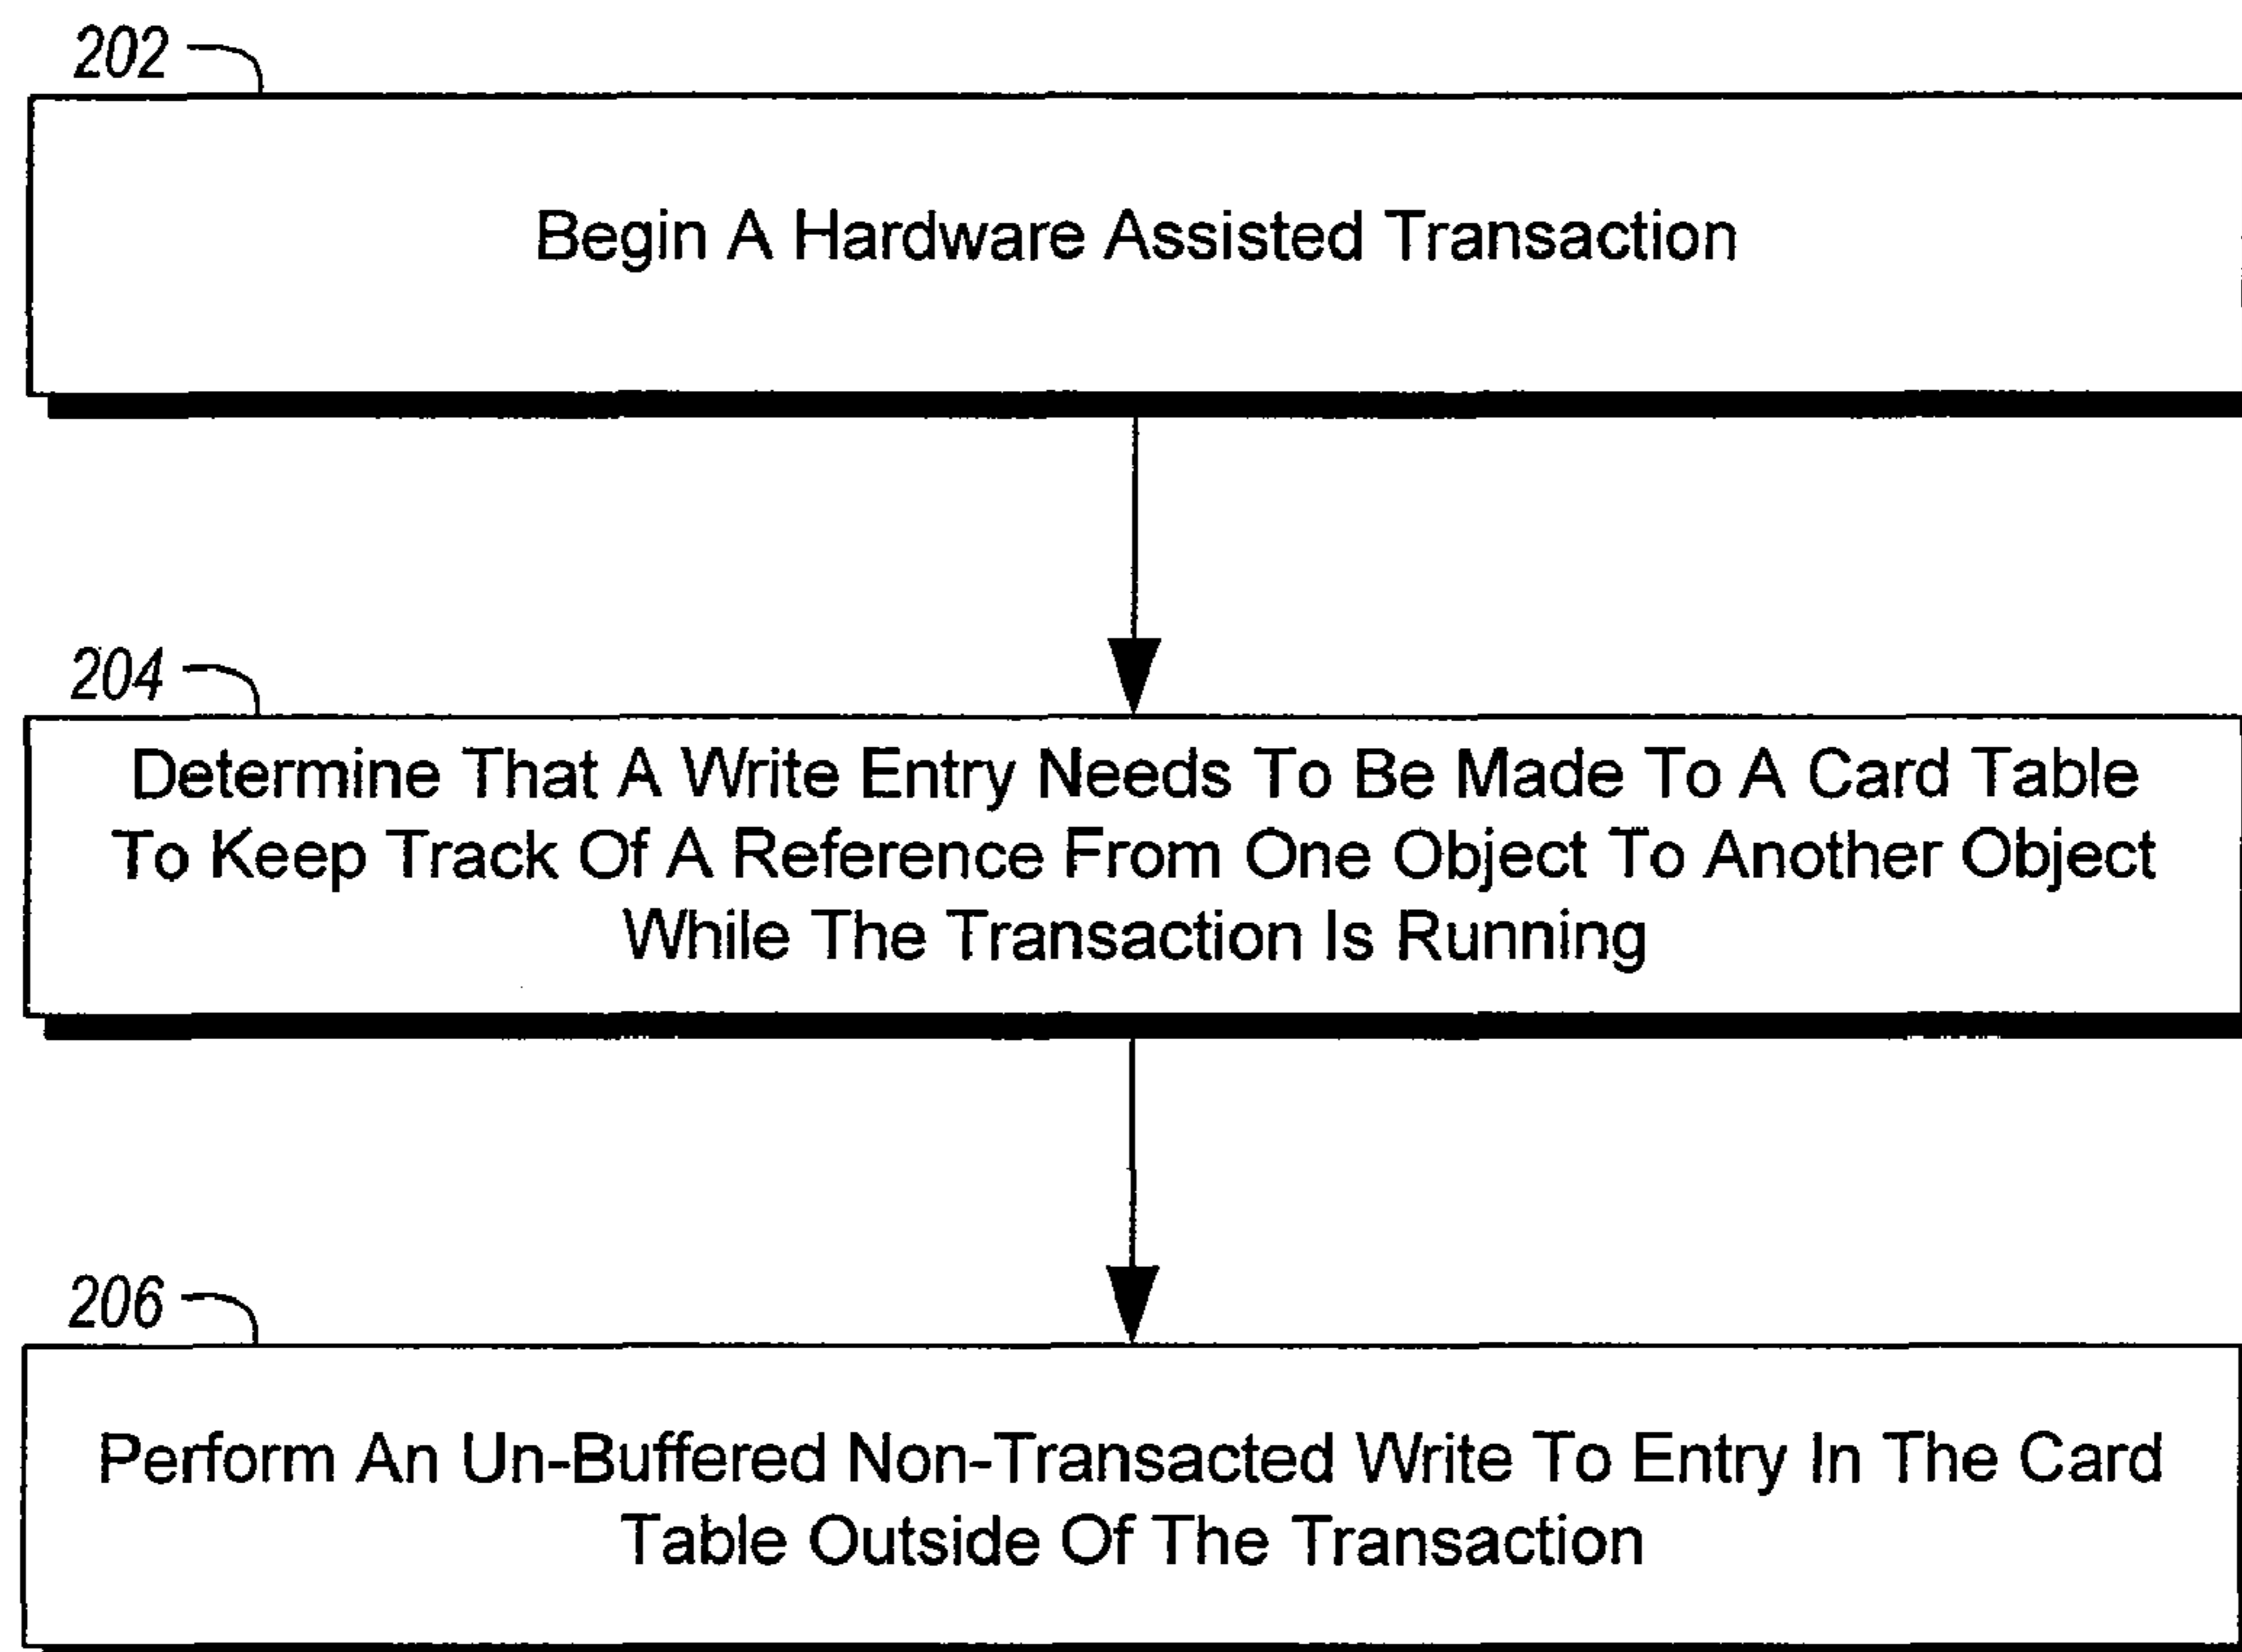 202
Begin A Hardware Assisted Transaction
204
Determine That A Write Entry Needs To Be Made To A Card Table
To Keep Track Of A Reference From One Object To Another Object
While The Transaction Is Running
206
Perform An Un-Buffered Non-Transacted Write To Entry In The Card
Table Outside Of The Transaction